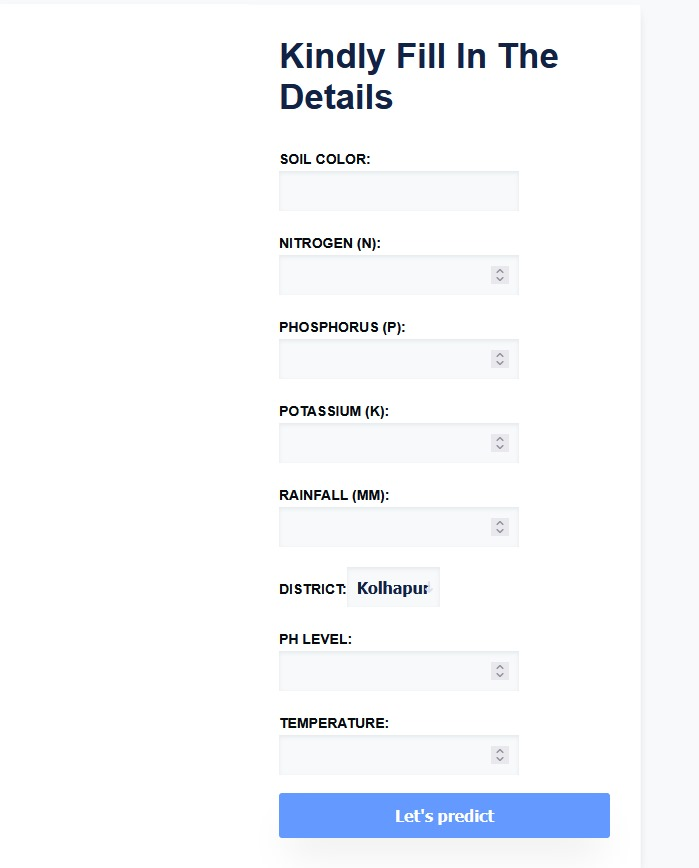 Kindly Fill In The
Details
SOIL COLOR:
NITROGEN (N):
PHOSPHORUS (P):
POTASSIUM (K):
RAINFALL (MM):
DISTRICT: Kolhapur
PH LEVEL:
TEMPERATURE:
Let's predict